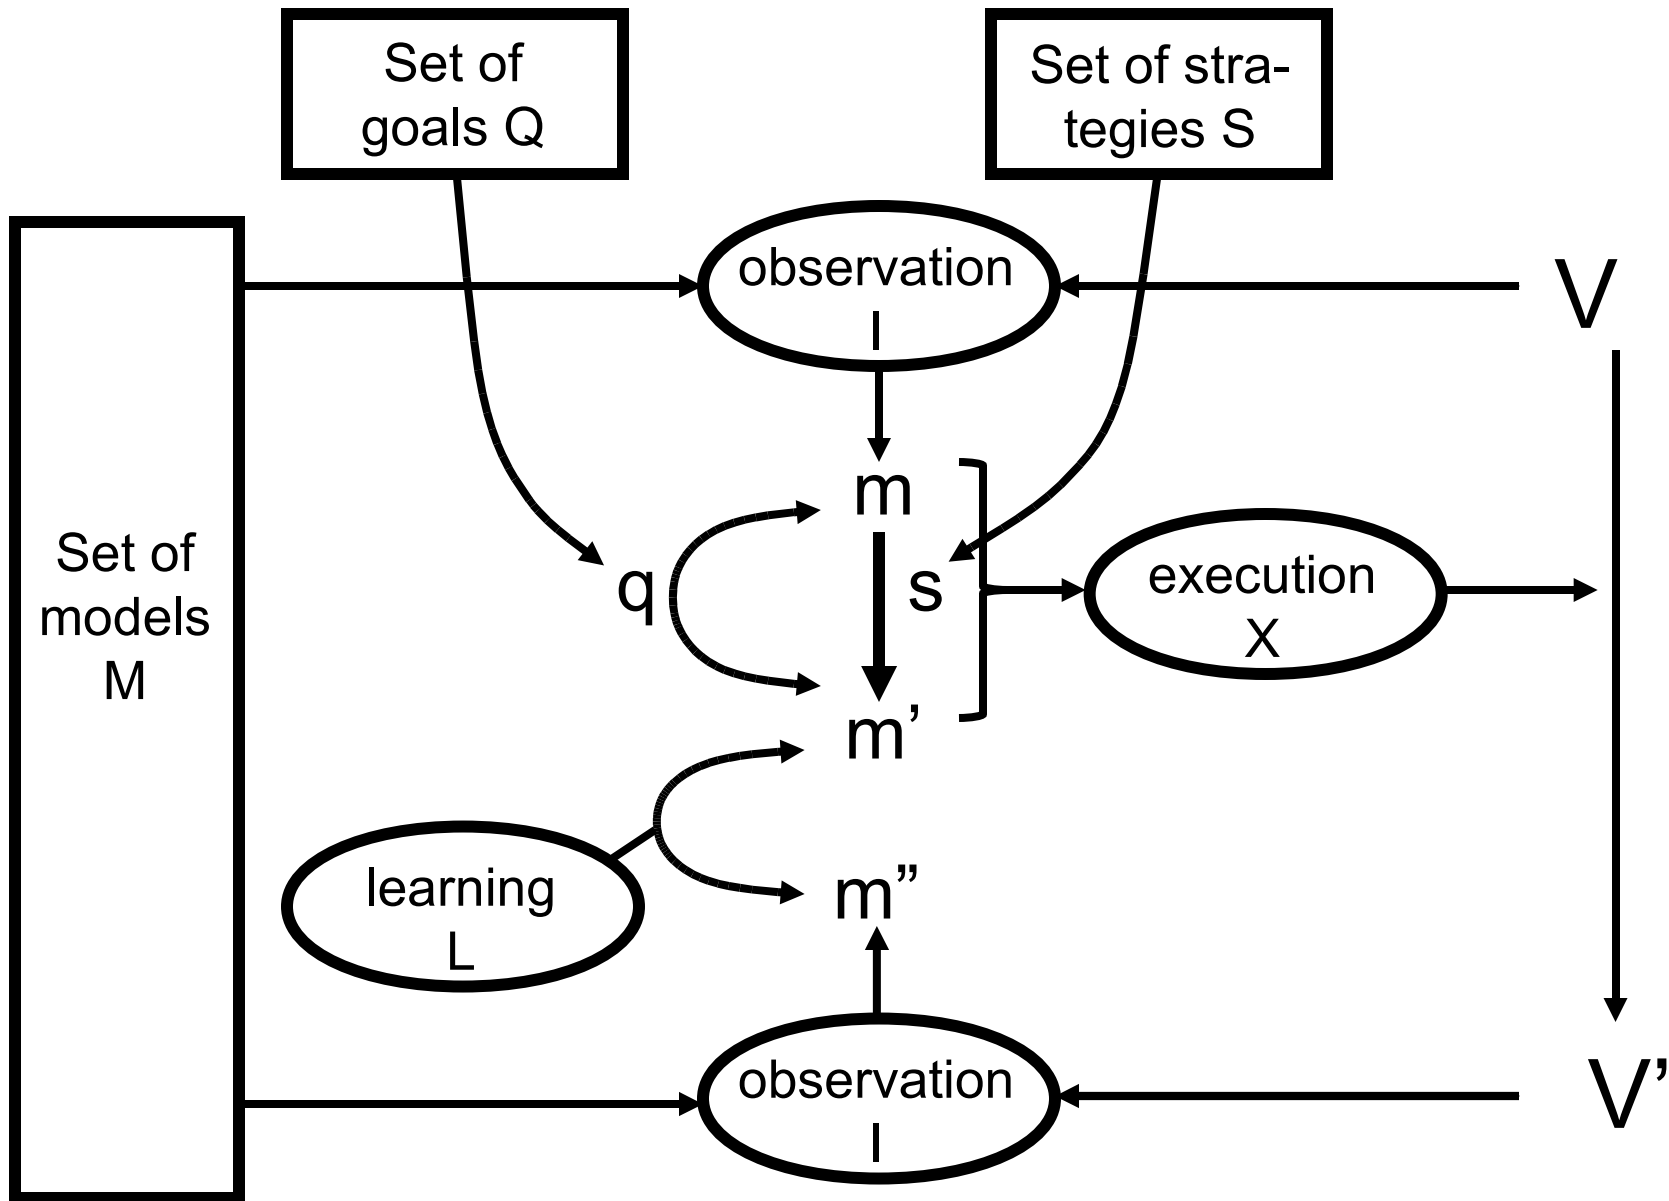 Set of
goals Q
Set of stra-
tegies S
observation
I
V
m
q
s
Set of
models
M
execution
X
m’
learning
L
m”
observation
I
V’